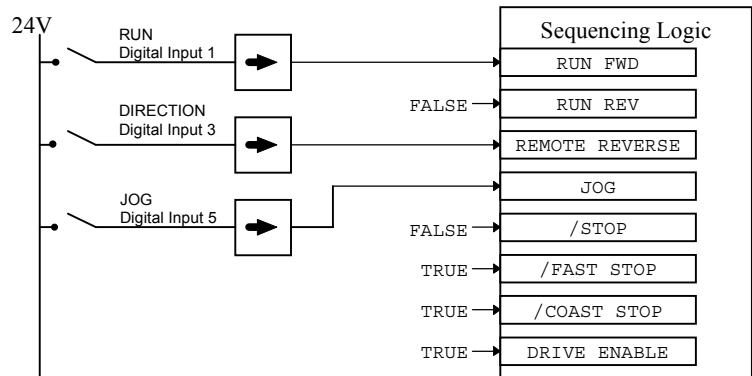 24V
Sequencing Logic
RUN
Digital Input 1
RUN FWD
FALSE
RUN REV
DIRECTION
Digital Input 3
REMOTE REVERSE
JOG
Digital Input 5
JOG
FALSE
/STOP
TRUE
/FAST STOP
TRUE
/COAST STOP
TRUE
DRIVE ENABLE